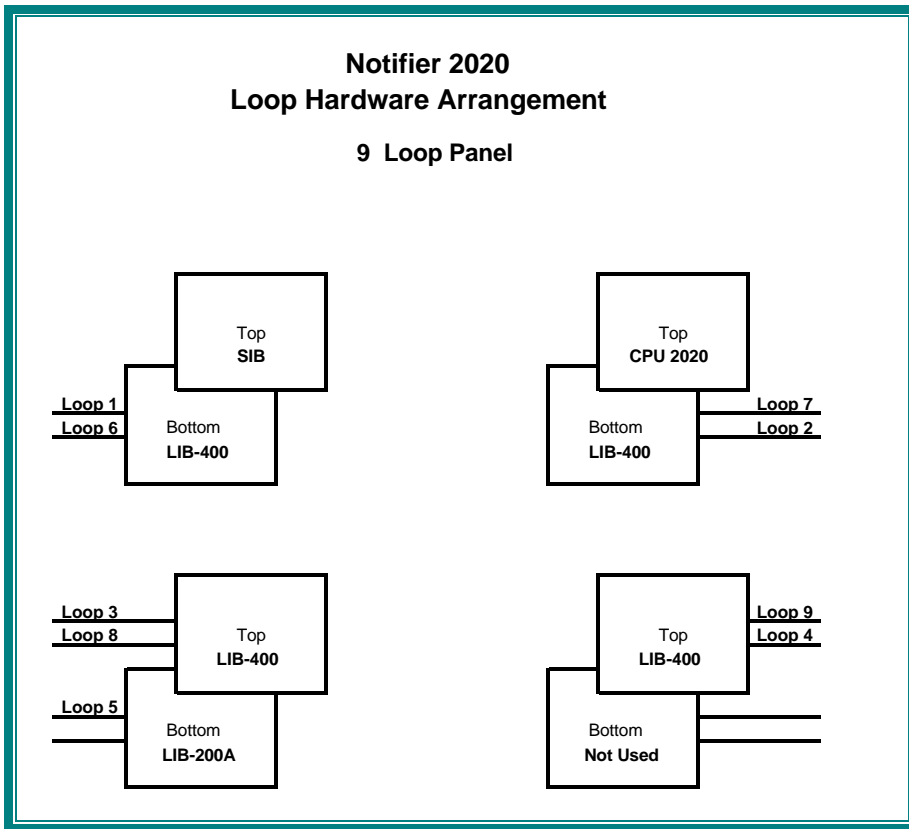 Notifier 2020
Loop Hardware Arrangement
9 Loop Panel
Top
SIB
Loop 1
Loop 6
Bottom
LIB-400
Top
CPU 2020
Loop 7
Loop 2
Bottom
LIB-400
Loop 3
Loop 8
Top
LIB-400
Loop 5
Bottom
LIB-200A
Top
LIB-400
Loop 9
Loop 4
Bottom
Not Used